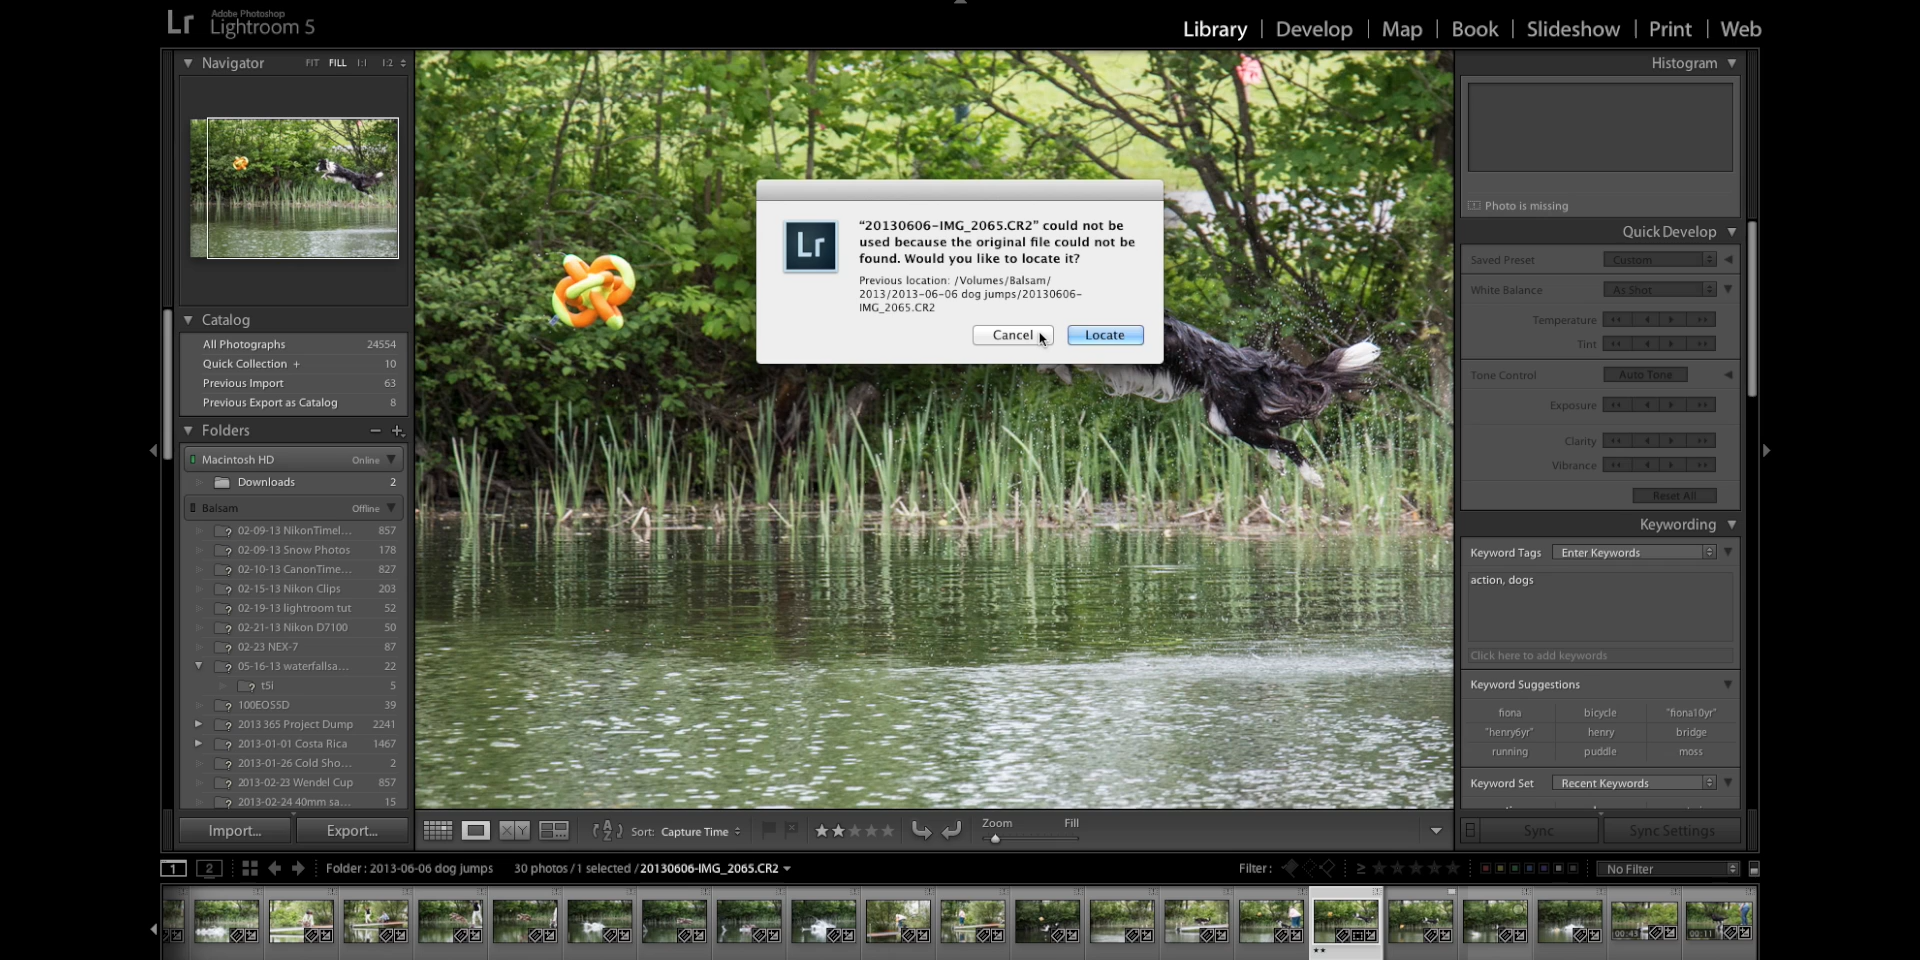 Lr
Adobe Photoshop
Lightroom 5
Library | Develop | Map | Book | Slideshow | Print | Web
Navigator FIT FILL 1:1 1:2
Catalog
All Photographs 24554
Quick Collection + 10
Previous Import 63
Previous Export as Catalog 8
Folders
Macintosh HD Online
Downloads 2
Balsam Offline
02-09-13 NikonTimel... 857
02-09-13 Snow Photos 178
02-10-13 CanonTime... 827
02-15-13 Nikon Clips 203
02-19-13 lightroom tut 52
02-21-13 Nikon D7100 50
02-23 NEX-7 87
05-16-13 waterfallsa... 22
t5i 5
100EOS5D 39
2013 365 Project Dump 2241
2013-01-01 Costa Rica 1467
2013-01-26 Cold Sho... 2
2013-02-23 Wendel Cup 857
2013-02-24 40mm sa... 15
Import... Export...
Lr
“20130606-IMG_2065.CR2” could not be
used because the original file could not be
found. Would you like to locate it?
Previous location: /Volumes/Balsam/
2013/2013-06-06 dog jumps/20130606-
IMG_2065.CR2
Cancel Locate
Histogram
Photo is missing
Quick Develop
Saved Preset Custom
White Balance As Shot
Temperature
Tint
Tone Control Auto Tone
Exposure
Clarity
Vibrance
Reset All
Keywording
Keyword Tags Enter Keywords
action, dogs
Click here to add keywords
Keyword Suggestions
fiona bicycle "fiona10yr"
"henry6yr" henry bridge
running puddle moss
Keyword Set Recent Keywords
Sync Sync Settings
XY
Sort: Capture Time
Zoom Fill
1 2 Folder : 2013-06-06 dog jumps 30 photos / 1 selected / 20130606-IMG_2065.CR2
Filter : ≥ No Filter
00:43 00:11